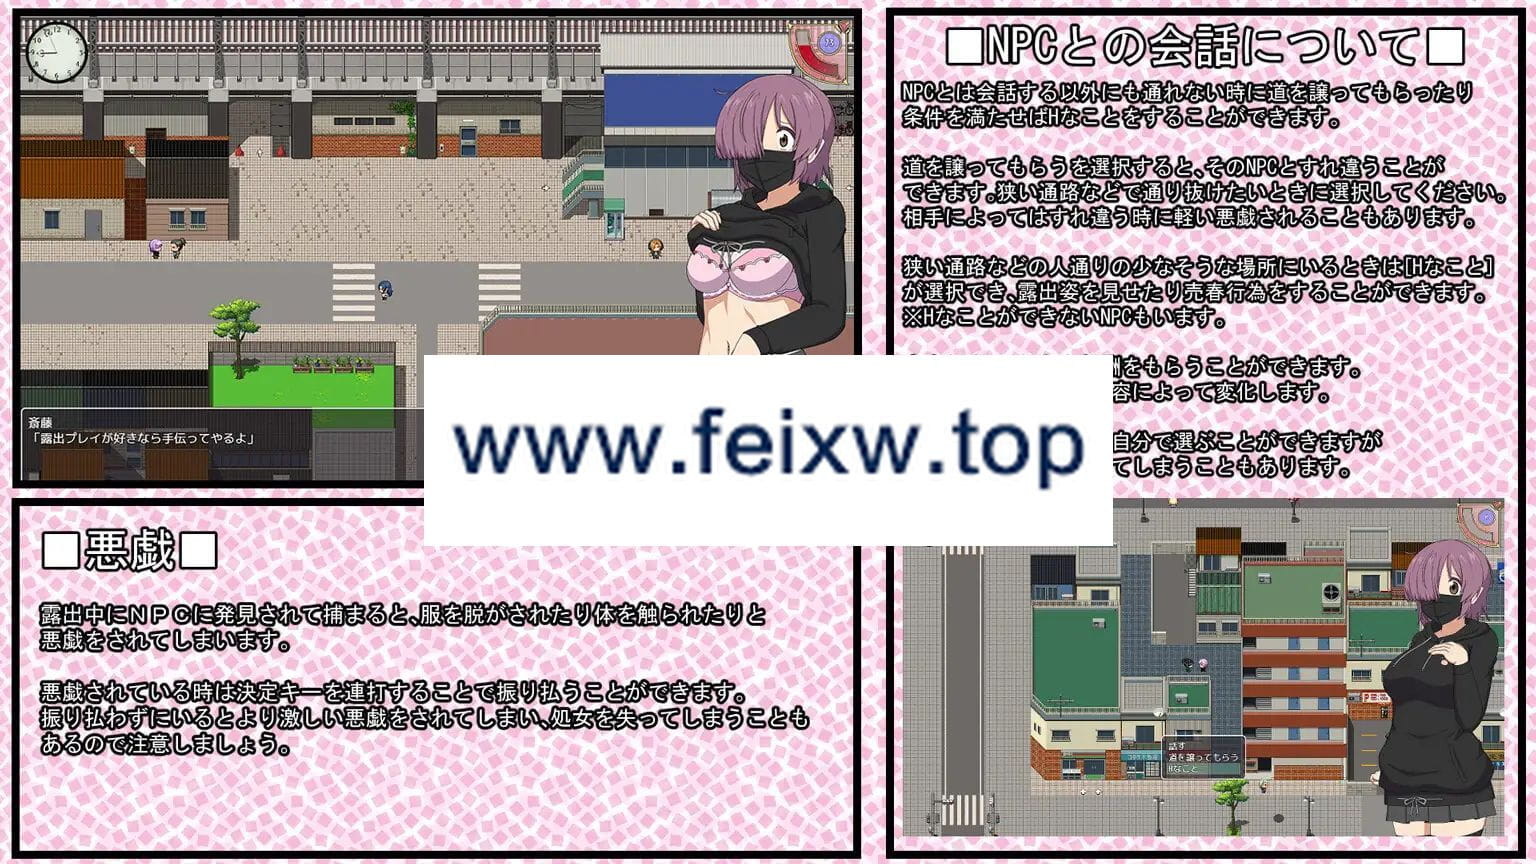 斎藤
「露出プレイが好きなら手伝ってやるよ」
■NPCとの会話について■
NPCとは会話する以外にも通れない時に道を譲ってもらったり
条件を満たせばHなことをすることができます。
道を譲ってもらうを選択すると、そのNPCとすれ違うことが
できます。狭い通路などで通り抜けたいときに選択してください。
相手によってはすれ違う時に軽い悪戯されることもあります。
狭い通路などの人通りの少なそうな場所にいるときは[Hなこと]
が選択でき、露出姿を見せたり売春行為をすることができます。
※HなことができないNPCもいます。
をもらうことができます。
容によって変化します。
自分で選ぶことができますが
てしまうこともあります。
www.feixw.top
■悪戯■
露出中にＮＰＣに発見されて捕まると、服を脱がされたり体を触られたりと
悪戯をされてしまいます。
悪戯されている時は決定キーを連打することで振り払うことができます。
振り払わずにいるとより激しい悪戯をされてしまい、処女を失ってしまうことも
あるので注意しましょう。
話す
道を譲ってもらう
Hなこと